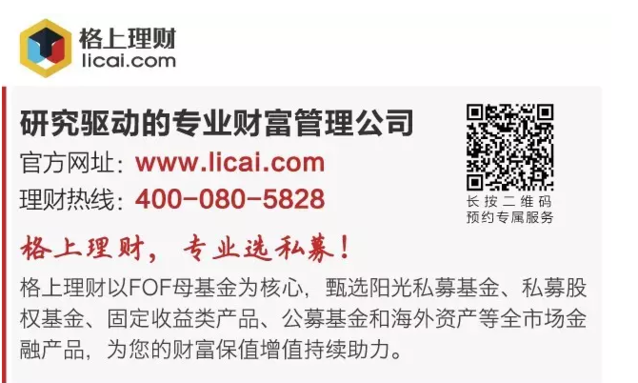 格上理财
licai.com
研究驱动的专业财富管理公司
官方网址：www.licai.com
理财热线：400-080-5828
长按二维码
预约专属服务
格上理财，专业选私募！
格上理财以FOF母基金为核心，甄选阳光私募基金、私募股
权基金、固定收益类产品、公募基金和海外资产等全市场金
融产品，为您的财富保值增值持续助力。